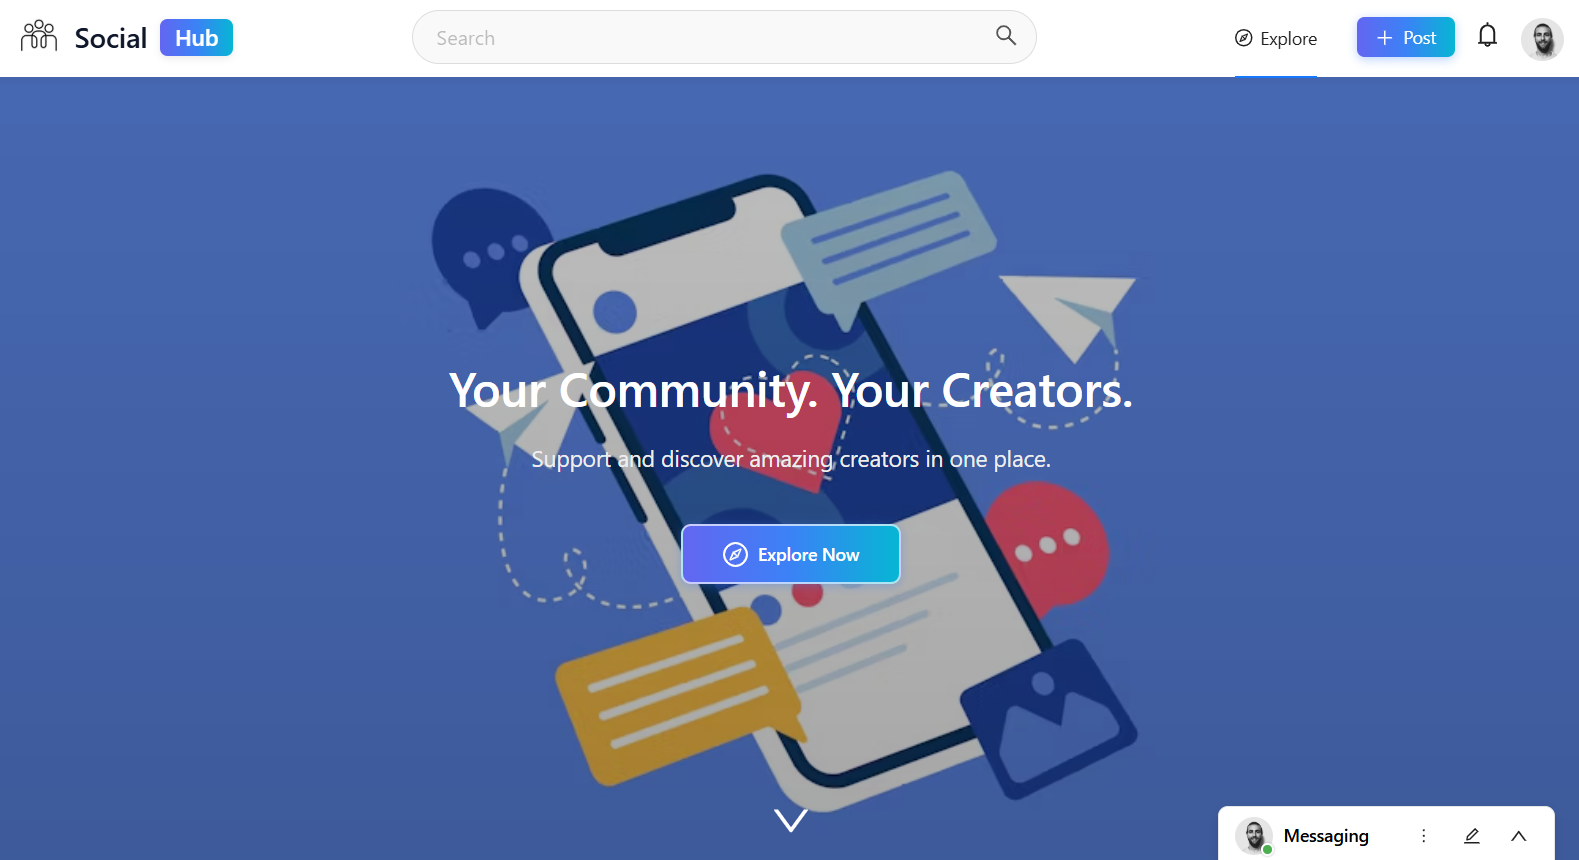 Social Hub
Search
Explore
Post
Your Community. Your Creators.
Support and discover amazing creators in one place.
Explore Now
Messaging